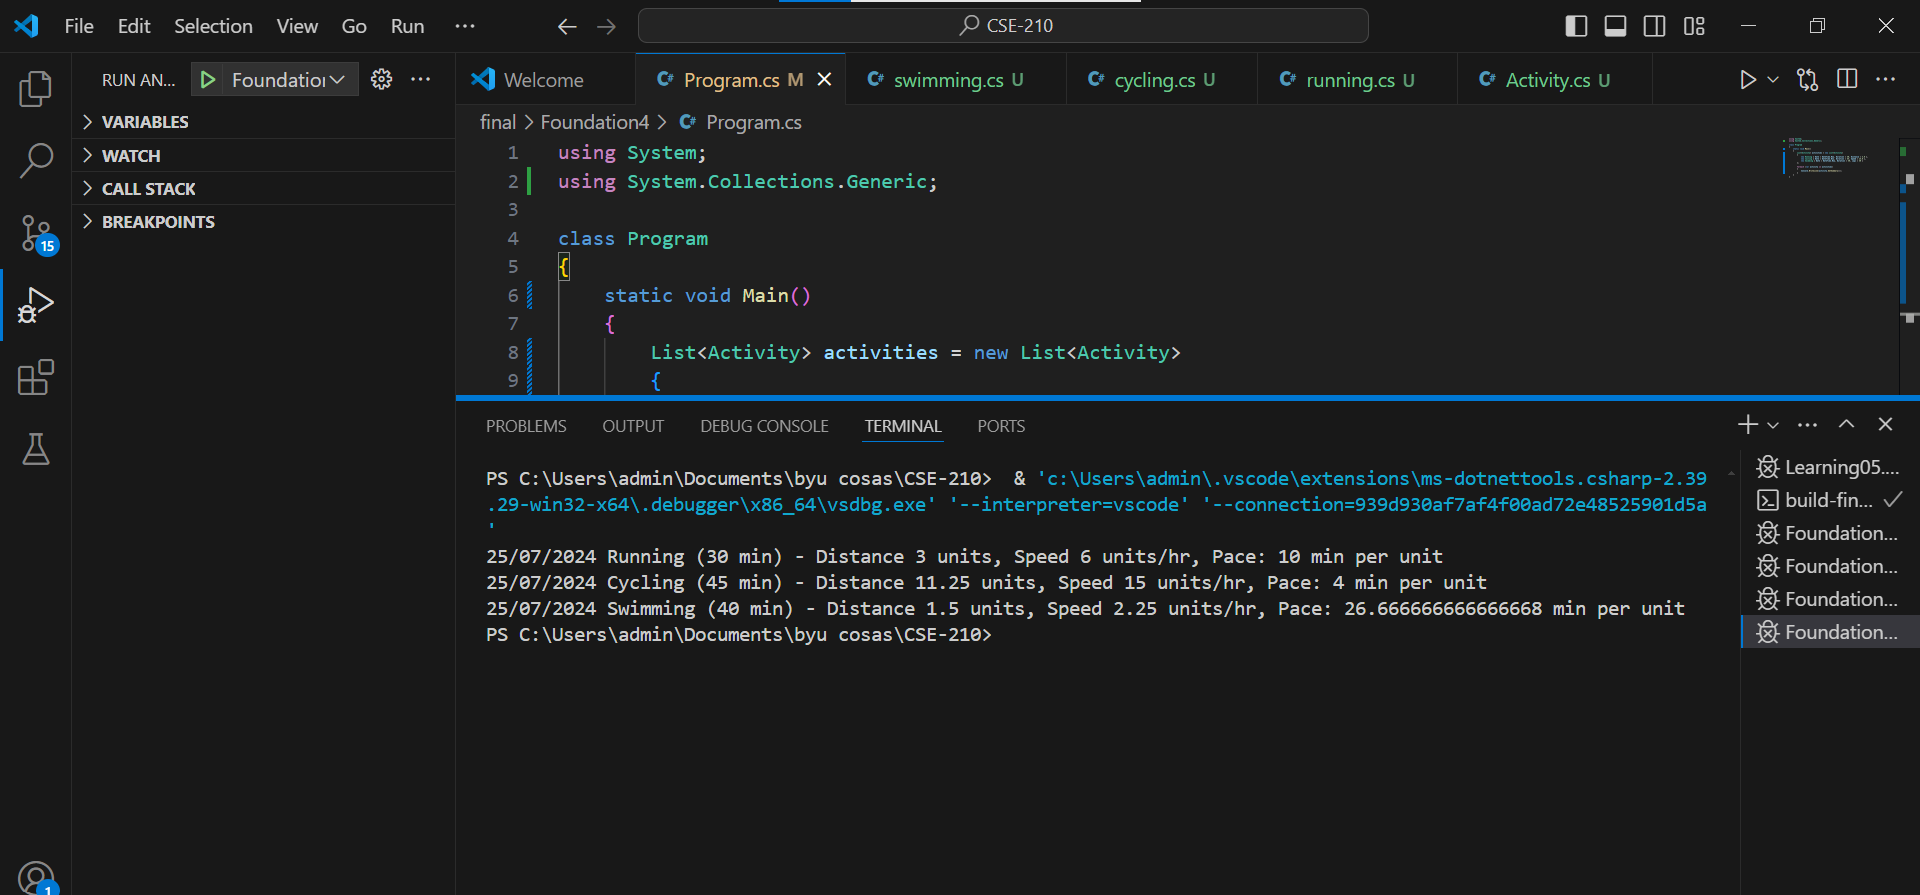 File Edit Selection View Go Run ··· CSE-210
RUN AN... Foundation ···
VARIABLES
WATCH
CALL STACK
BREAKPOINTS
15
1
Welcome Program.cs M swimming.cs U cycling.cs U running.cs U Activity.cs U
final > Foundation4 > C# Program.cs
1 using System;
2 using System.Collections.Generic;
3
4 class Program
5 {
6 static void Main()
7 {
8 List<Activity> activities = new List<Activity>
9 {
PROBLEMS OUTPUT DEBUG CONSOLE TERMINAL PORTS
PS C:\Users\admin\Documents\byu cosas\CSE-210>  & 'c:\Users\admin\.vscode\extensions\ms-dotnettools.csharp-2.39
.29-win32-x64\.debugger\x86_64\vsdbg.exe' '--interpreter=vscode' '--connection=939d930af7af4f00ad72e48525901d5a
'
25/07/2024 Running (30 min) - Distance 3 units, Speed 6 units/hr, Pace: 10 min per unit
25/07/2024 Cycling (45 min) - Distance 11.25 units, Speed 15 units/hr, Pace: 4 min per unit
25/07/2024 Swimming (40 min) - Distance 1.5 units, Speed 2.25 units/hr, Pace: 26.666666666666668 min per unit
PS C:\Users\admin\Documents\byu cosas\CSE-210>
Learning05....
build-fin...
Foundation...
Foundation...
Foundation...
Foundation...